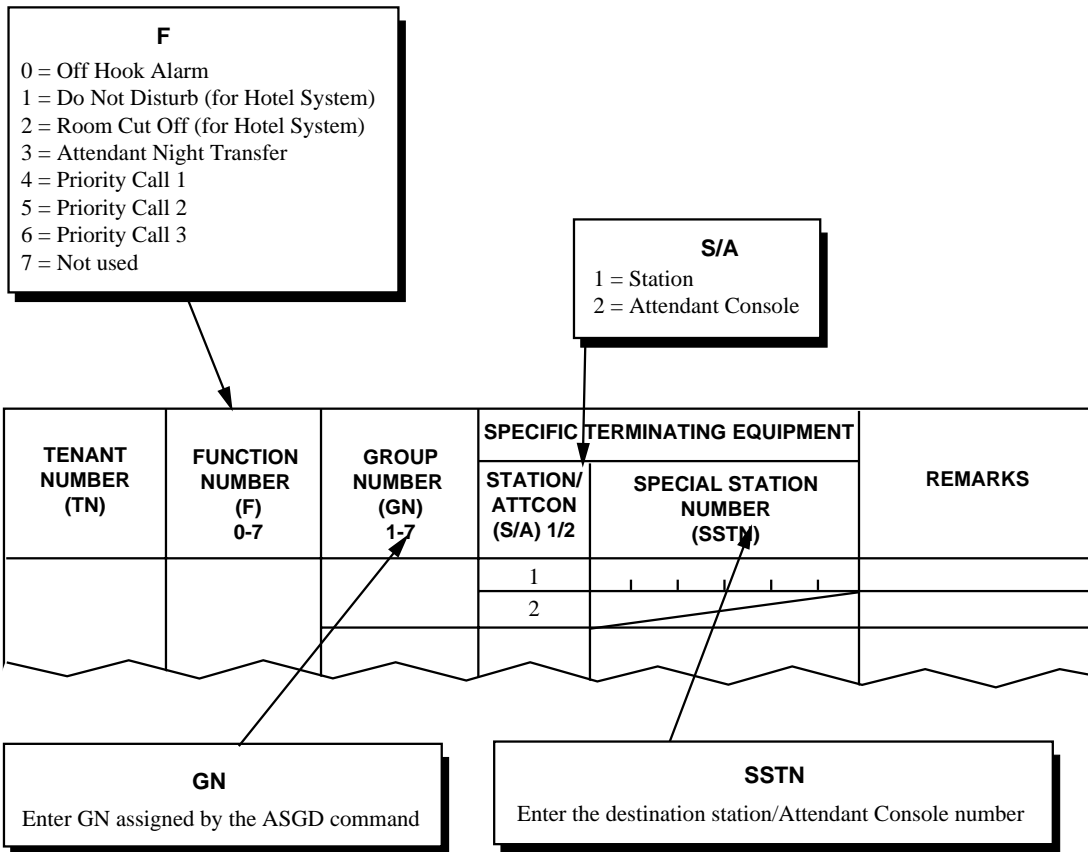 F
0 = Off Hook Alarm
1 = Do Not Disturb (for Hotel System)
2 = Room Cut Off (for Hotel System)
3 = Attendant Night Transfer
4 = Priority Call 1
5 = Priority Call 2
6 = Priority Call 3
7 = Not used
S/A
1 = Station
2 = Attendant Console
TENANT
NUMBER
(TN)
FUNCTION
NUMBER
(F)
0-7
GROUP
NUMBER
(GN)
1-7
SPECIFIC TERMINATING EQUIPMENT
STATION/
ATTCON
(S/A) 1/2
SPECIAL STATION
NUMBER
(SSTN)
REMARKS
1
2
GN
Enter GN assigned by the ASGD command
SSTN
Enter the destination station/Attendant Console number